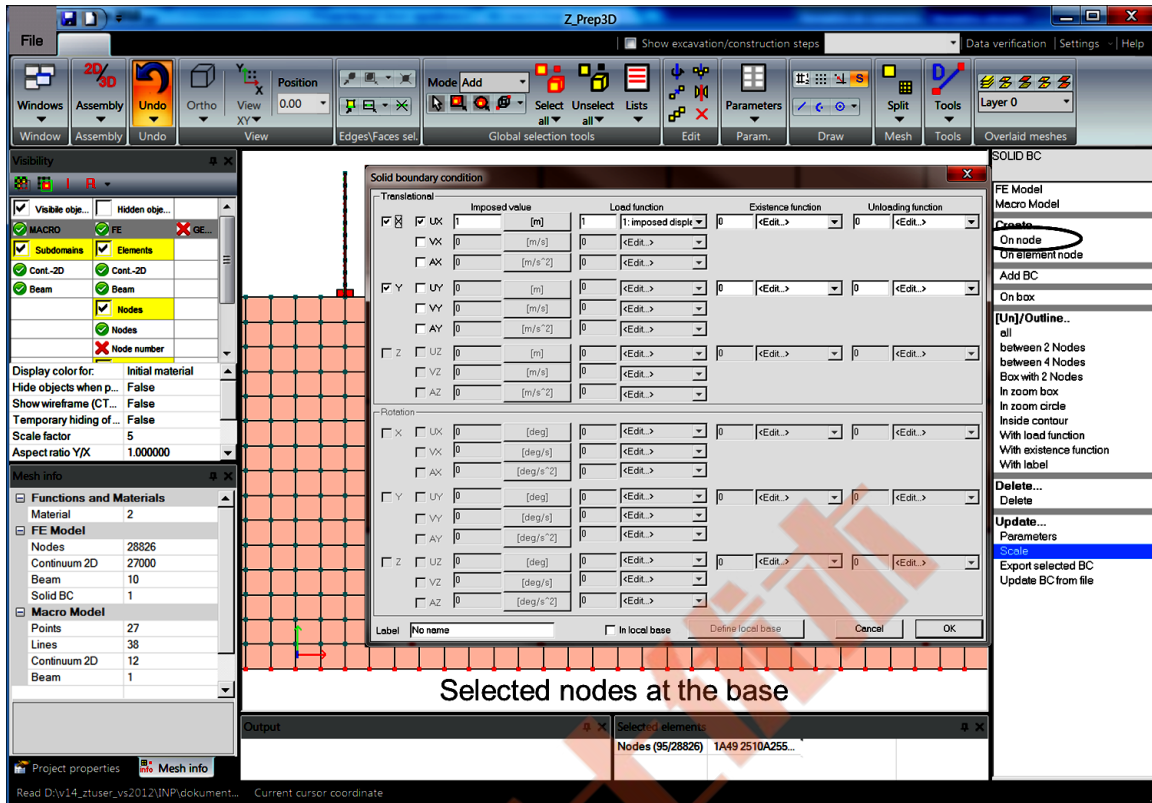 Z_Prep3D
File
Show excavation/construction steps
Data verification | Settings - | Help
Windows
Window
2D/3D
Assembly
Assembly
Undo
Undo
Ortho
View
XY
Position
0.00
View
Edges\Faces sel.
Mode Add
Select all
Unselect all
Lists
Global selection tools
Edit
Parameters
Param.
S
Draw
Split
Mesh
Tools
Tools
Layer 0
Overlaid meshes
Visibility
Visibile obje... Hidden obje...
MACRO FE GE...
Subdomains Elements
Cont.-2D Cont.-2D
Beam Beam
Nodes
Nodes
Node number
Display color for: Initial material
Hide objects when p... False
Show wireframe (CT... False
Temporary hiding of ... False
Scale factor 5
Aspect ratio Y/X 1.000000
Mesh info
Functions and Materials
Material 2
FE Model
Nodes 28826
Continuum 2D 27000
Beam 10
Solid BC 1
Macro Model
Points 27
Lines 38
Continuum 2D 12
Beam 1
Project properties Mesh info
Read D:\v14_ztuser_vs2012\INP\dokument... Current cursor coordinate
Solid boundary condition
Translational
Imposed value Load function Existence function Unloading function
X UX 1 [m] 1 1: imposed displ 0 <Edit..> 0 <Edit..>
VX 0 [m/s] 0 <Edit..>
AX 0 [m/s^2] 0 <Edit..>
Y UY 0 [m] 0 <Edit..> 0 <Edit..> 0 <Edit..>
VY 0 [m/s] 0 <Edit..>
AY 0 [m/s^2] 0 <Edit..>
Z UZ 0 [m] 0 <Edit..> 0 <Edit..> 0 <Edit..>
VZ 0 [m/s] 0 <Edit..>
AZ 0 [m/s^2] 0 <Edit..>
Rotation
X UX 0 [deg] 0 <Edit..> 0 <Edit..> 0 <Edit..>
VX 0 [deg/s] 0 <Edit..>
AX 0 [deg/s^2] 0 <Edit..>
Y UY 0 [deg] 0 <Edit..> 0 <Edit..> 0 <Edit..>
VY 0 [deg/s] 0 <Edit..>
AY 0 [deg/s^2] 0 <Edit..>
Z UZ 0 [deg] 0 <Edit..> 0 <Edit..> 0 <Edit..>
VZ 0 [deg/s] 0 <Edit..>
AZ 0 [deg/s^2] 0 <Edit..>
Label No name In local base Define local base Cancel OK
Selected nodes at the base
Output
Selected elements
Nodes (95/28826) 1A49 2510A255...
SOLID BC
FE Model
Macro Model
Create...
On node
On element node
Add BC
On box
[Un]/Outline..
all
between 2 Nodes
between 4 Nodes
Box with 2 Nodes
In zoom box
In zoom circle
Inside contour
With load function
With existence function
With label
Delete...
Delete
Update...
Parameters
Scale
Export selected BC
Update BC from file